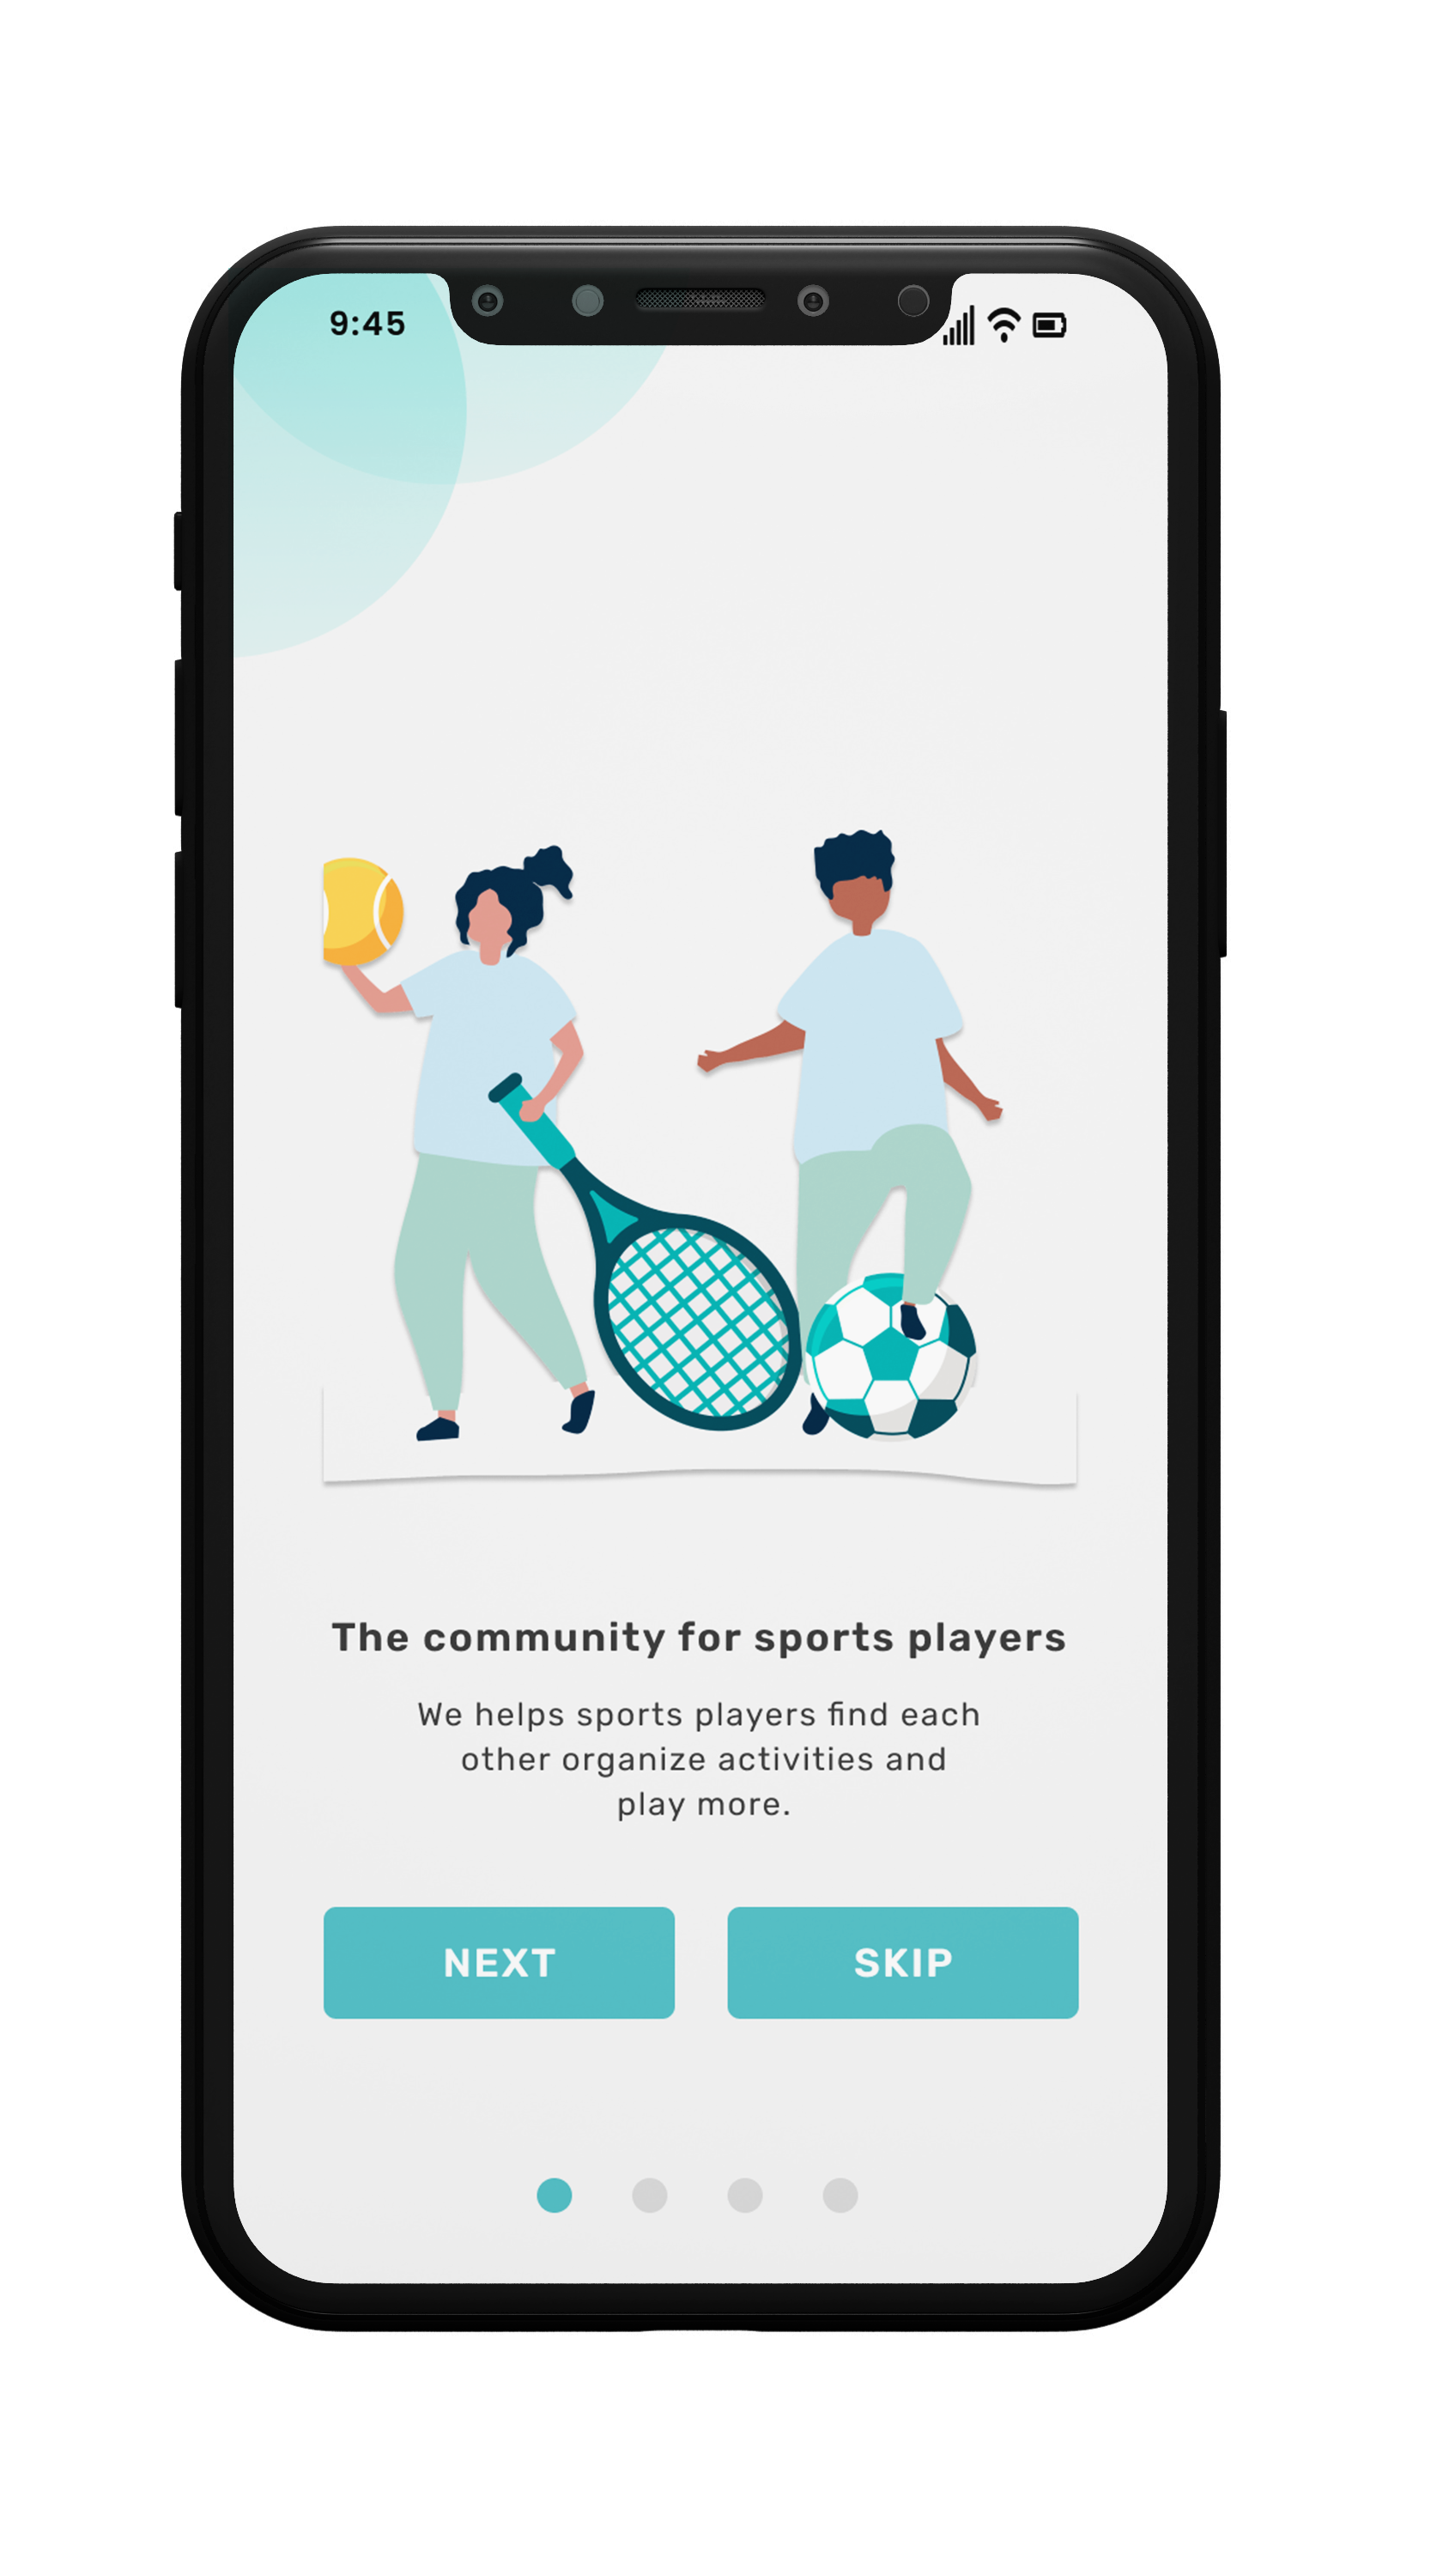 9:45
The community for sports players
We helps sports players find each
other organize activities and
play more.
NEXT
SKIP